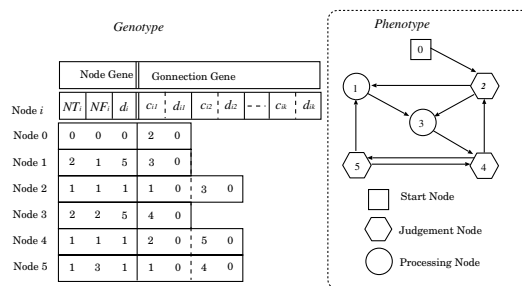 Genotype
Node Gene Gonnection Gene
Node i NTi NFi di ci1 di1 ci2 di2 cik dik
Node 0 0 0 0 2 0
Node 1 2 1 5 3 0
Node 2 1 1 1 1 0 3 0
Node 3 2 2 5 4 0
Node 4 1 1 1 2 0 5 0
Node 5 1 3 1 1 0 4 0
Phenotype
0
1 2
3
5 4
Start Node
Judgement Node
Processing Node